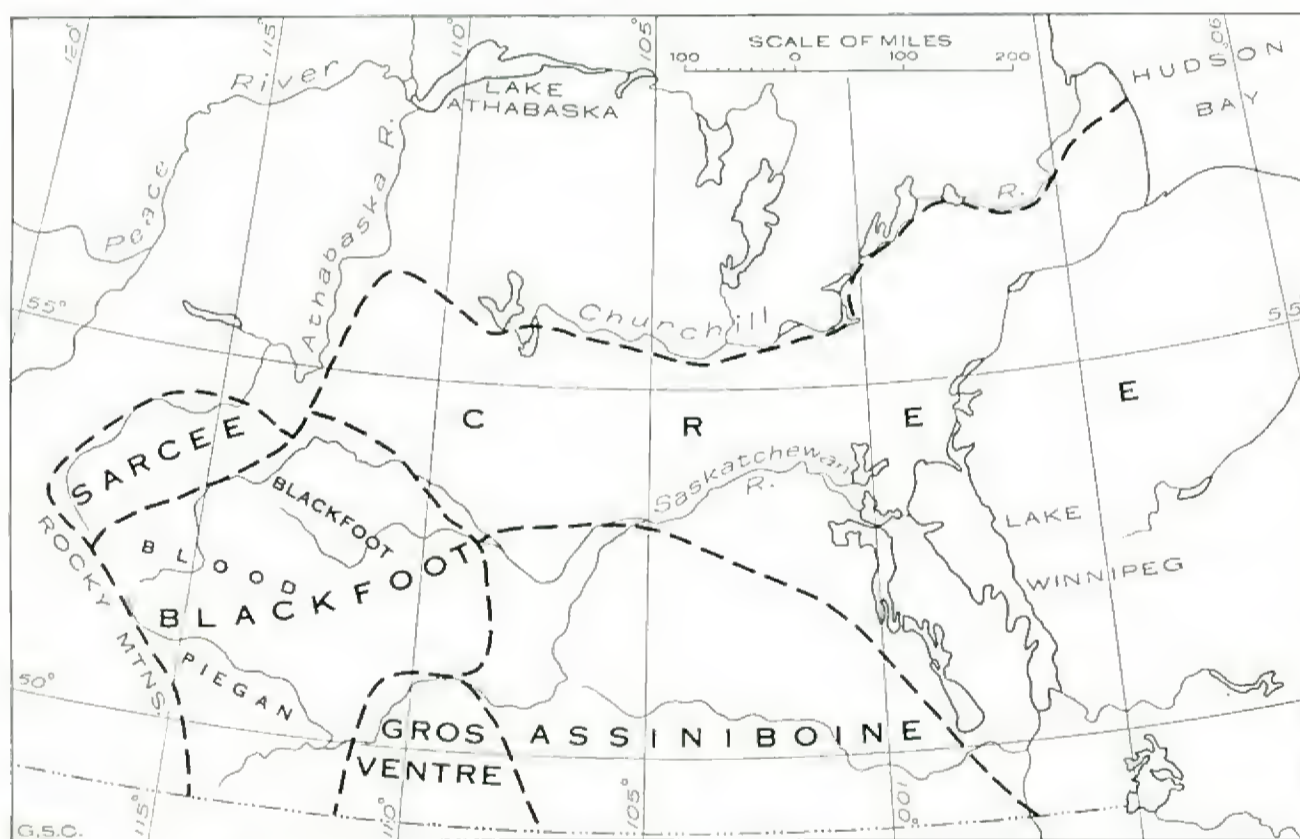 120°
115°
110°
105°
90°
SCALE OF MILES
100 0 100 200
HUDSON
BAY
River
LAKE
ATHABASKA
Peace
Athabaska R.
R.
55°
Churchill
55
C R E E
SARCEE
BLACKFOOT
Saskatchewan
R.
LAKE
WINNIPEG
BLOOD
BLACKFOOT
ROCKY MTNS.
PIEGAN
50°
GROS
VENTRE
ASSINIBOINE
115°
110°
105°
100°
G.S.C.